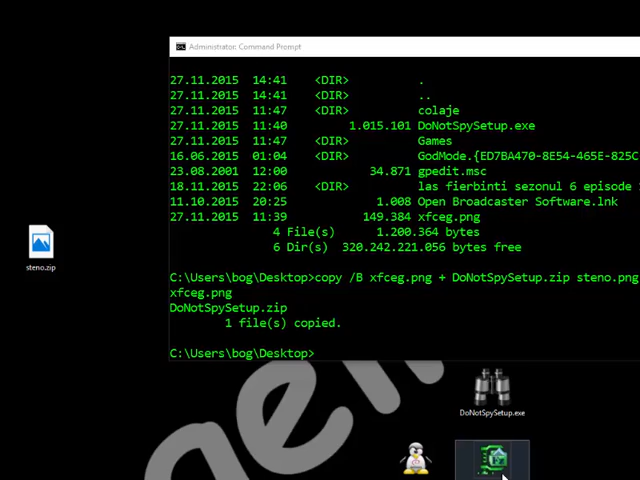 Administrator: Command Prompt
27.11.2015 14:41 <DIR> .
27.11.2015 14:41 <DIR> ..
27.11.2015 11:47 <DIR> colaje
27.11.2015 11:40 1.015.101 DoNotSpySetup.exe
27.11.2015 11:47 <DIR> Games
16.06.2015 01:04 <DIR> GodMode.{ED7BA470-8E54-465E-825C
23.08.2001 12:00 34.871 gpedit.msc
18.11.2015 22:06 <DIR> las fierbinti sezonul 6 episode
11.10.2015 20:25 1.008 Open Broadcaster Software.lnk
27.11.2015 11:39 149.384 xfceg.png
4 File(s) 1.200.364 bytes
6 Dir(s) 320.242.221.056 bytes free
steno.zip
C:\Users\bog\Desktop>copy /B xfceg.png + DoNotSpySetup.zip steno.png
xfceg.png
DoNotSpySetup.zip
1 file(s) copied.
C:\Users\bog\Desktop>
DoNotSpySetup.exe